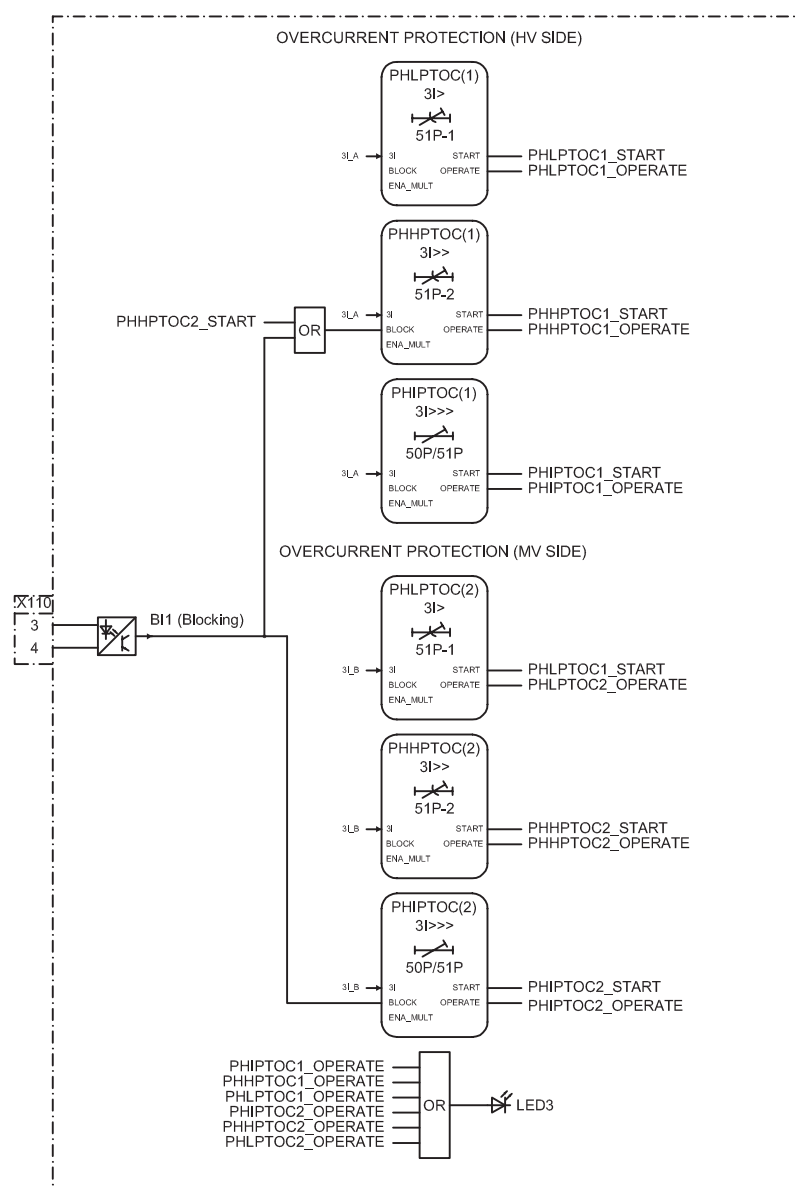 OVERCURRENT PROTECTION (HV SIDE)
PHLPTOC(1)
3I>
51P-1
3I_A
3I
START
PHLPTOC1_START
BLOCK
OPERATE
PHLPTOC1_OPERATE
ENA_MULT
PHHPTOC(1)
3I>>
51P-2
PHHPTOC2_START
OR
3I_A
3I
START
PHHPTOC1_START
BLOCK
OPERATE
PHHPTOC1_OPERATE
ENA_MULT
PHIPTOC(1)
3I>>>
50P/51P
3I_A
3I
START
PHIPTOC1_START
BLOCK
OPERATE
PHIPTOC1_OPERATE
ENA_MULT
OVERCURRENT PROTECTION (MV SIDE)
X110
3
4
BI1 (Blocking)
PHLPTOC(2)
3I>
51P-1
3I_B
3I
START
PHLPTOC1_START
BLOCK
OPERATE
PHLPTOC2_OPERATE
ENA_MULT
PHHPTOC(2)
3I>>
51P-2
3I_B
3I
START
PHHPTOC2_START
BLOCK
OPERATE
PHHPTOC2_OPERATE
ENA_MULT
PHIPTOC(2)
3I>>>
50P/51P
3I_B
3I
START
PHIPTOC2_START
BLOCK
OPERATE
PHIPTOC2_OPERATE
ENA_MULT
PHIPTOC1_OPERATE
PHHPTOC1_OPERATE
PHLPTOC1_OPERATE
PHIPTOC2_OPERATE
PHHPTOC2_OPERATE
PHLPTOC2_OPERATE
OR
LED3